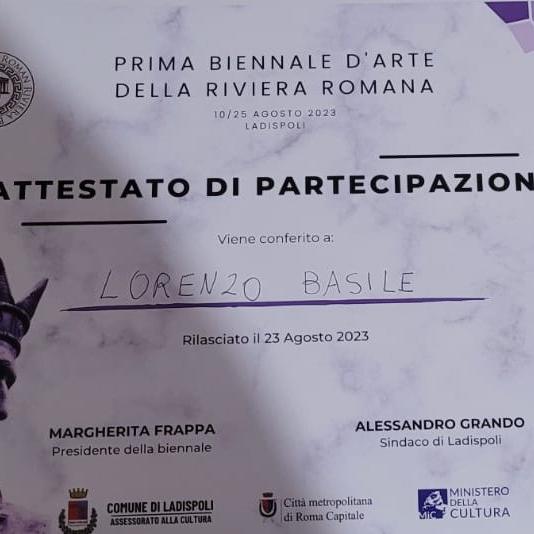 PRIMA BIENNALE D'ARTE
DELLA RIVIERA ROMANA
10/25 AGOSTO 2023
LADISPOLI
ATTESTATO DI PARTECIPAZION
Viene conferito a:
LORENZO BASILE
Rilasciato il 23 Agosto 2023
MARGHERITA FRAPPA
Presidente della biennale
ALESSANDRO GRANDO
Sindaco di Ladispoli
COMUNE DI LADISPOLI
ASSESSORATO ALLA CULTURA
Città metropolitana
di Roma Capitale
MiC
MINISTERO
DELLA
CULTURA